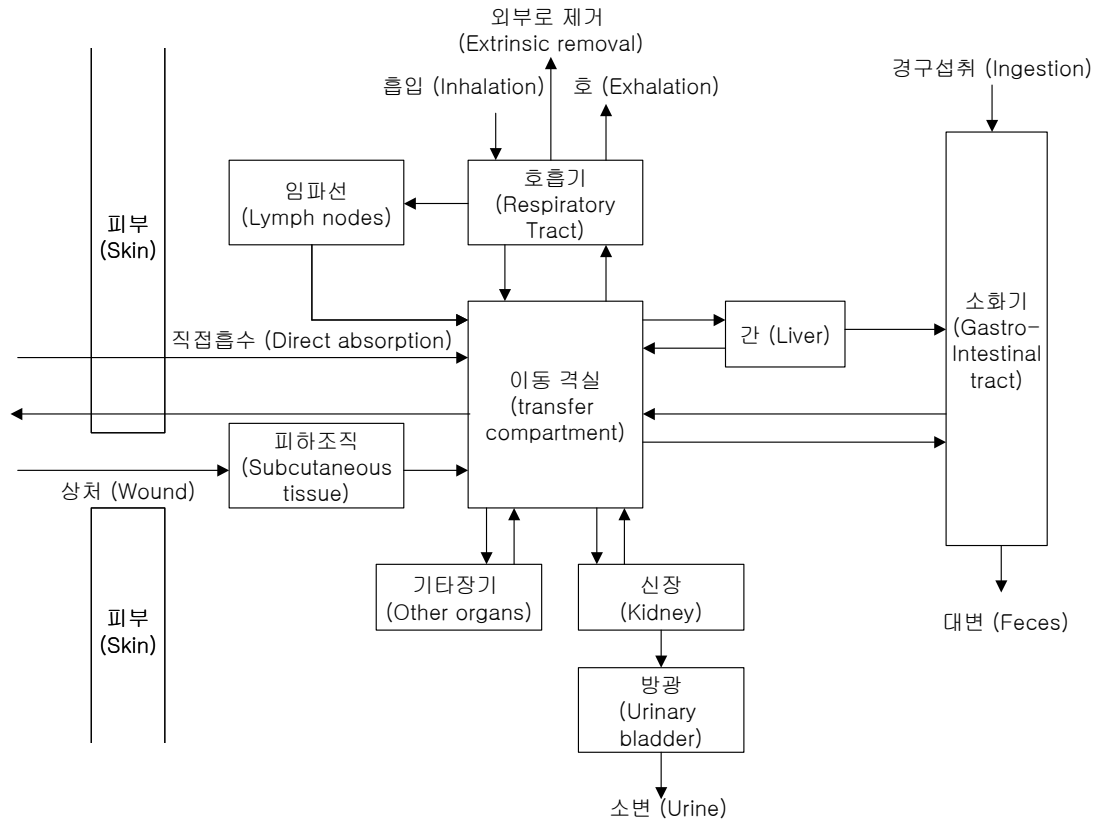 외부로 제거
(Extrinsic removal)
흡입 (Inhalation)
호 (Exhalation)
경구섭취 (Ingestion)
임파선
(Lymph nodes)
호흡기
(Respiratory
Tract)
피부
(Skin)
직접흡수 (Direct absorption)
이동 격실
(transfer
compartment)
간 (Liver)
소화기
(Gastro-
Intestinal
tract)
피하조직
(Subcutaneous
tissue)
상처 (Wound)
기타장기
(Other organs)
신장
(Kidney)
피부
(Skin)
대변 (Feces)
방광
(Urinary
bladder)
소변 (Urine)